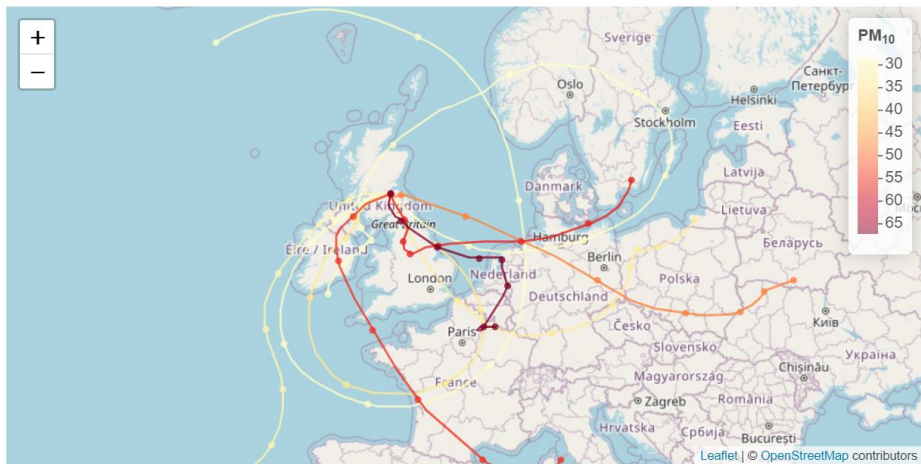 +
−
PM10
30
35
40
45
50
55
60
65
Sverige
Санкт-
Oslo
Helsinki
Stockholm
Eesti
Latvija
Danmark
Lietuva
United Kingdom
Great Britain
Éire / Ireland
Hamburg
Беларусь
Berlin
Nederland
London
Polska
Deutschland
Київ
Paris
Česko
Slovensko
Україна
France
Magyarország
Chișinău
România
Zagreb
Hrvatska
Србија
București
Leaflet | © OpenStreetMap contributors